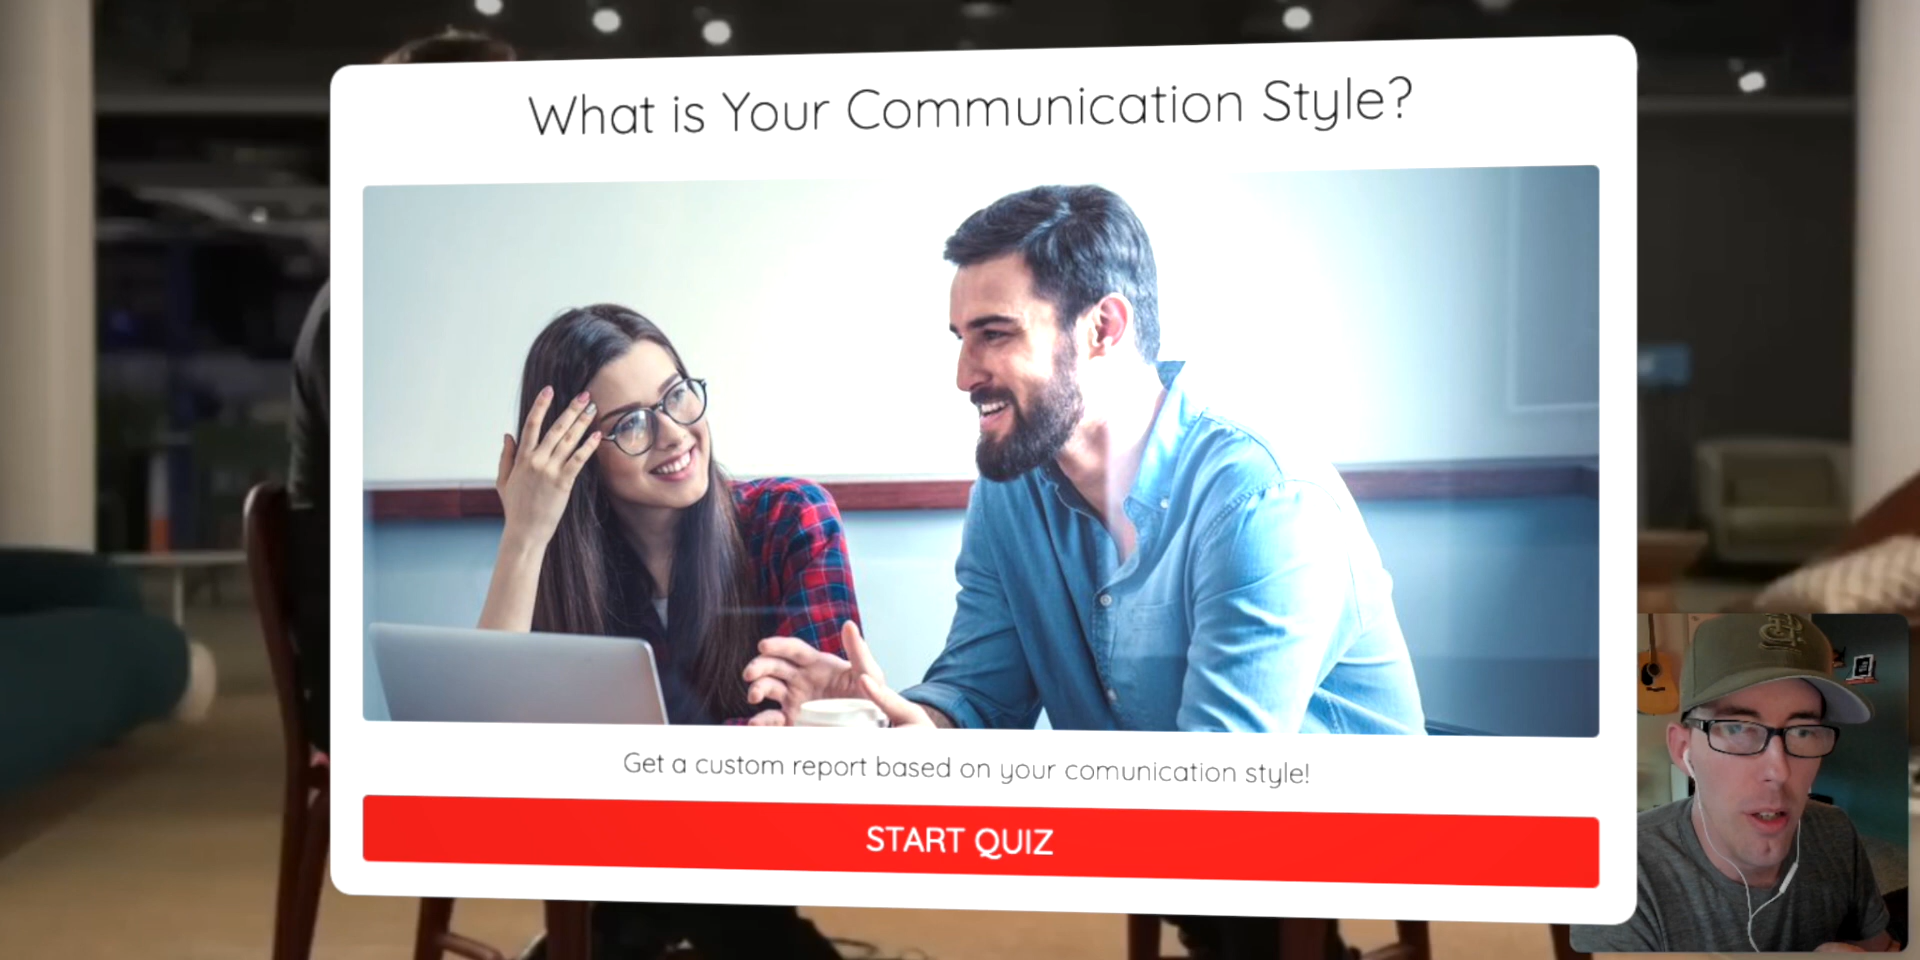 What is Your Communication Style?
Get a custom report based on your comunication style!
START QUIZ